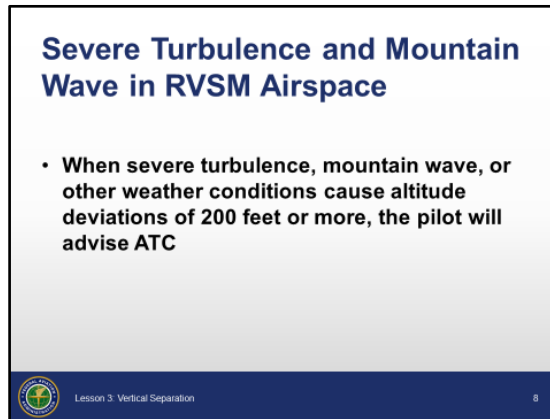 Severe Turbulence and Mountain
Wave in RVSM Airspace
• When severe turbulence, mountain wave, or
other weather conditions cause altitude
deviations of 200 feet or more, the pilot will
advise ATC
Lesson 3: Vertical Separation
8